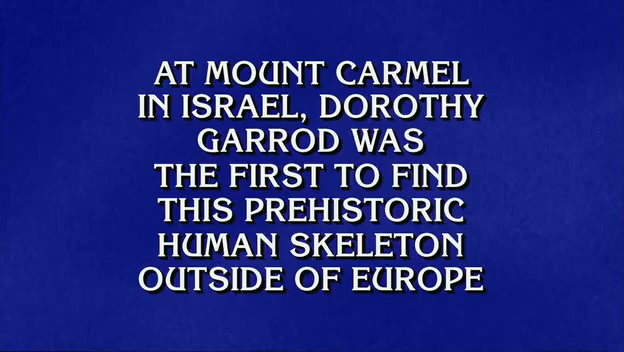 AT MOUNT CARMEL
IN ISRAEL, DOROTHY
GARROD WAS
THE FIRST TO FIND
THIS PREHISTORIC
HUMAN SKELETON
OUTSIDE OF EUROPE